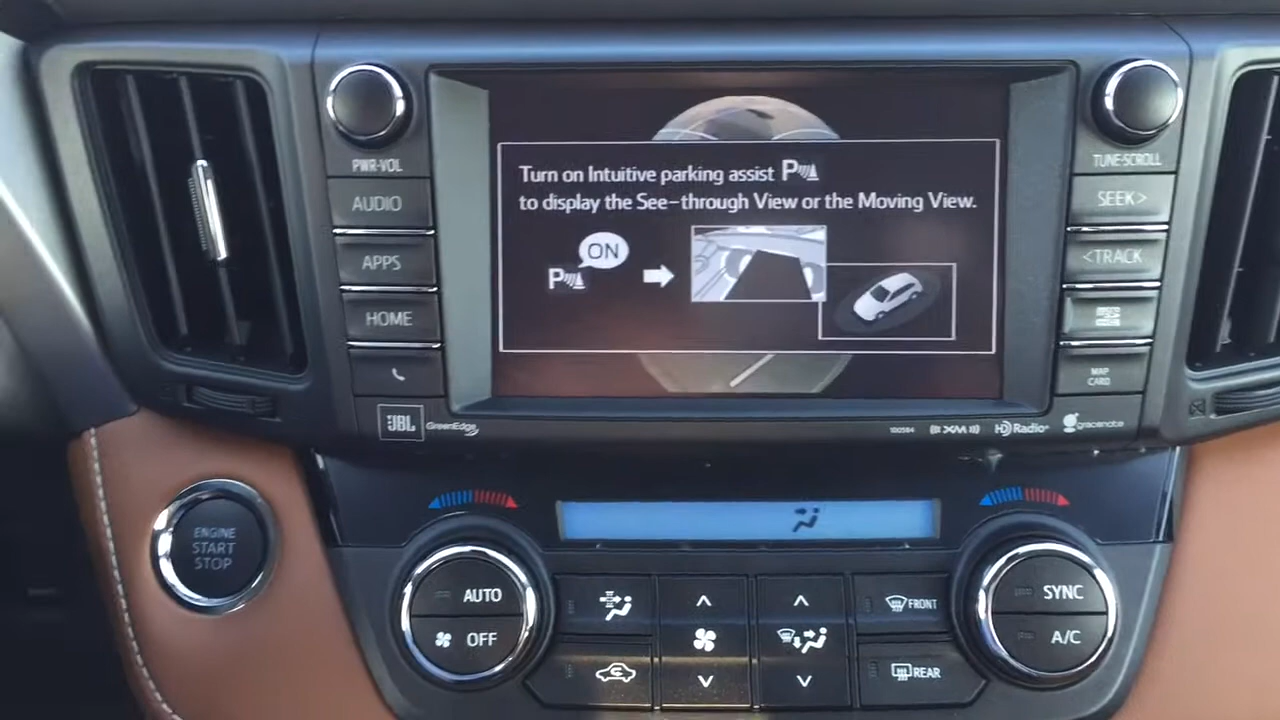 PWR-VOL
AUDIO
APPS
HOME
JBL GreenEdge
Turn on Intuitive parking assist P
to display the See-through View or the Moving View.
ON
P
TUNE-SCROLL
SEEK>
<TRACK
MAP
CARD
100584 XM HD Radio gracenote
ENGINE
START
STOP
AUTO
OFF
FRONT
REAR
SYNC
A/C